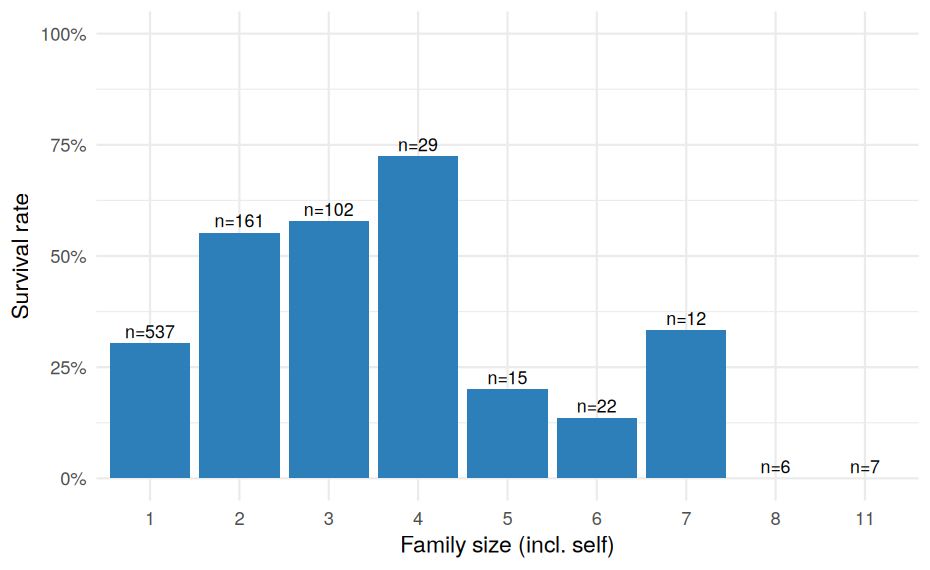 100%
75%
50%
25%
0%
Survival rate
n=537
n=161
n=102
n=29
n=15
n=22
n=12
n=6
n=7
1 2 3 4 5 6 7 8 11
Family size (incl. self)